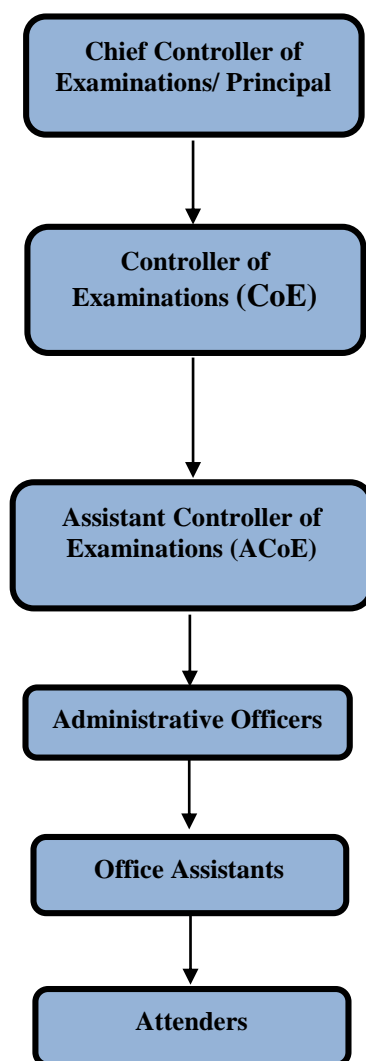 Chief Controller of
Examinations/ Principal
Controller of
Examinations (CoE)
Assistant Controller of
Examinations (ACoE)
Administrative Officers
Office Assistants
Attenders